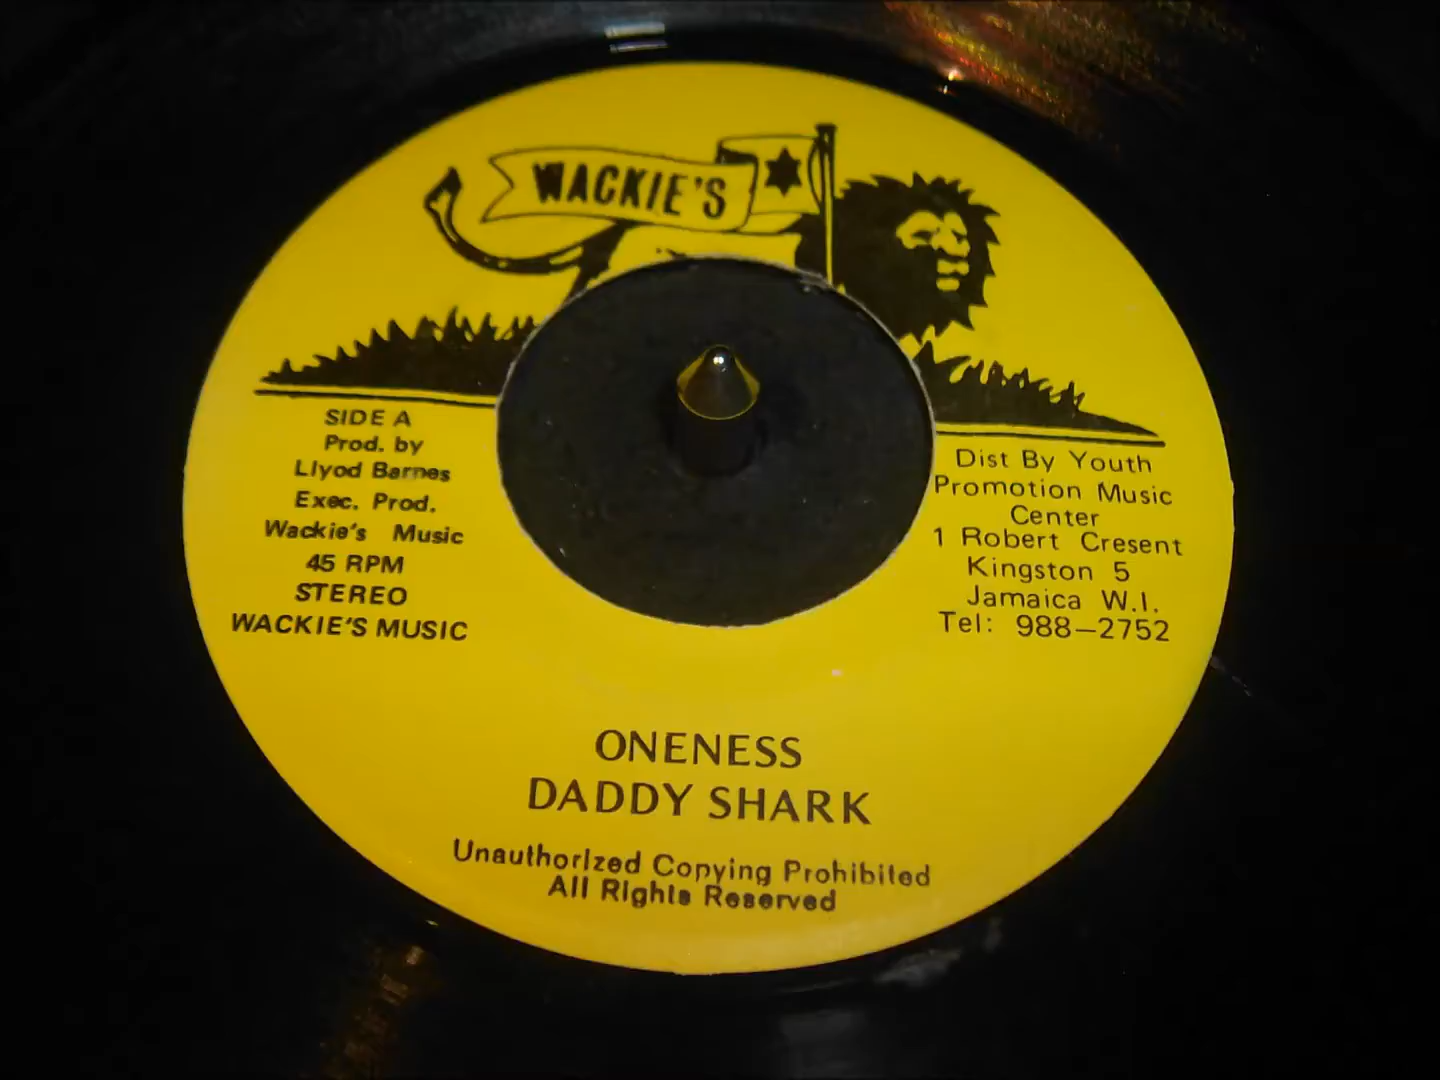 WACKIE'S
SIDE A
Prod. by
Llyod Barnes
Exec. Prod.
Wackie's Music
45 RPM
STEREO
WACKIE'S MUSIC
Dist By Youth
Promotion Music
Center
1 Robert Cresent
Kingston 5
Jamaica W.I.
Tel: 988-2752
ONENESS
DADDY SHARK
Unauthorized Copying Prohibited
All Rights Reserved